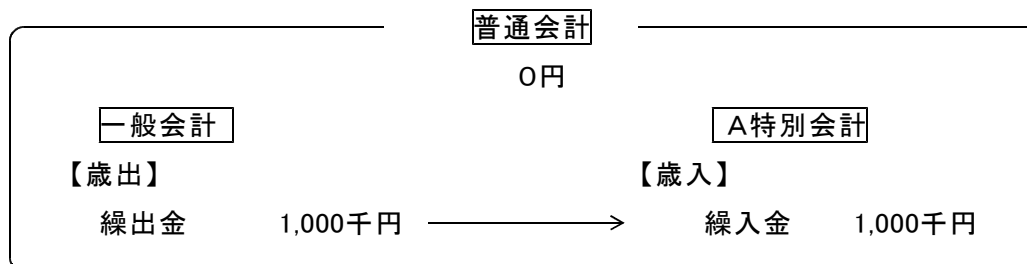 普通会計
０円
一般会計 Ａ特別会計
【歳出】 【歳入】
繰出金 1,000千円 繰入金 1,000千円